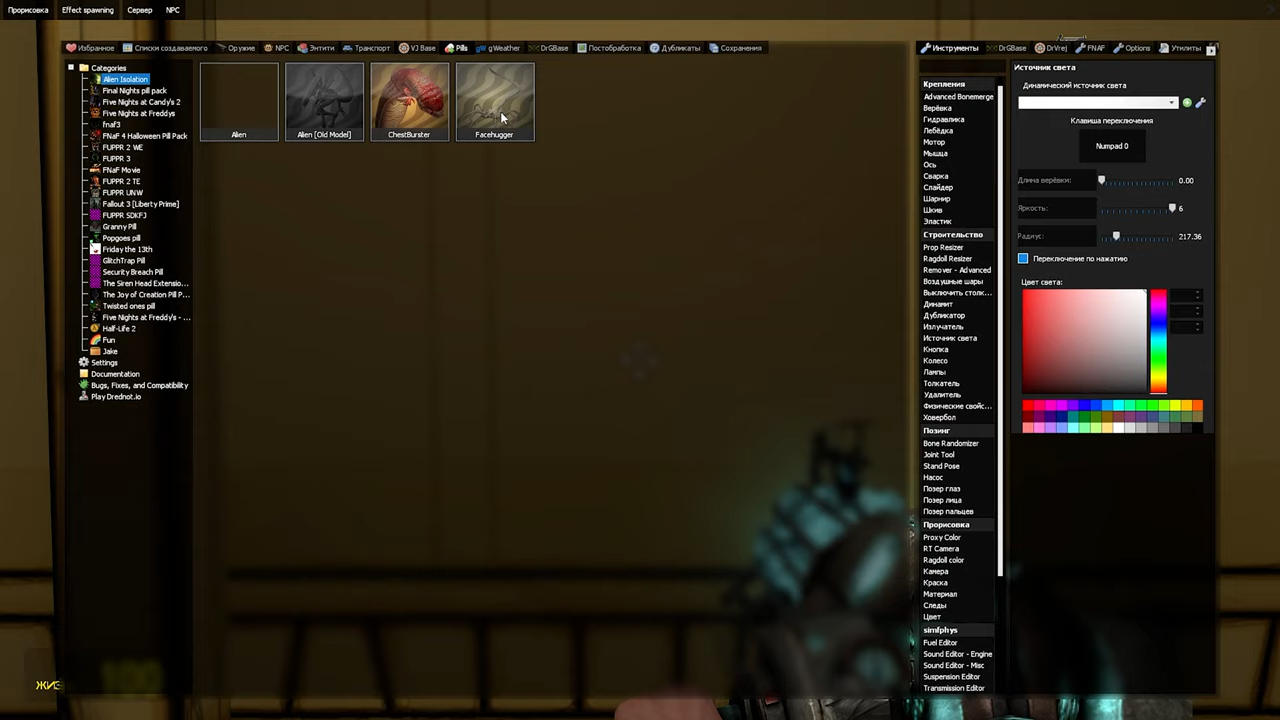 Прорисовка Effect spawning Сервер NPC
Избранное Списки создаваемого Оружие NPC Энтити Транспорт VJ Base Pills gWeather DrGBase Постобработка Дубликаты Сохранения
Categories
Alien Isolation
Final Nights pill pack
Five Nights at Candy's 2
Five Nights at Freddys
fnaf3
FNaF 4 Halloween Pill Pack
FUPPR 2 WE
FUPPR 3
FNaF Movie
FUPPR 2 TE
FUPPR UNW
Fallout 3 [Liberty Prime]
FUPPR SDKFJ
Granny Pill
Popgoes pill
Friday the 13th
GlitchTrap Pill
Security Breach Pill
The Siren Head Extensio...
The Joy of Creation Pill P...
Twisted ones pill
Five Nights at Freddy's - ...
Half-Life 2
Fun
Jake
Settings
Documentation
Bugs, Fixes, and Compatibility
Play Drednot.io
Alien
Alien [Old Model]
ChestBurster
Facehugger
Инструменты DrGBase DrVrej FNAF Options Утилиты
Крепления
Advanced Bonemerge
Верёвка
Гидравлика
Лебёдка
Мотор
Мышца
Ось
Сварка
Слайдер
Шарнир
Шкив
Эластик
Строительство
Prop Resizer
Ragdoll Resizer
Remover - Advanced
Воздушные шары
Выключить столк...
Динамит
Дубликатор
Излучатель
Источник света
Кнопка
Колесо
Лампы
Толкатель
Удалитель
Физические свойс...
Ховербол
Позинг
Bone Randomizer
Joint Tool
Stand Pose
Насос
Позер глаз
Позер лица
Позер пальцев
Прорисовка
Proxy Color
RT Camera
Ragdoll color
Камера
Краска
Материал
Следы
Цвет
simfphys
Fuel Editor
Sound Editor - Engine
Sound Editor - Misc
Suspension Editor
Transmission Editor
Источник света
Динамический источник света
Клавиша переключения
Numpad 0
Длина верёвки: 0.00
Яркость: 6
Радиус: 217.36
Переключение по нажатию
Цвет света:
ЖИЗ
100